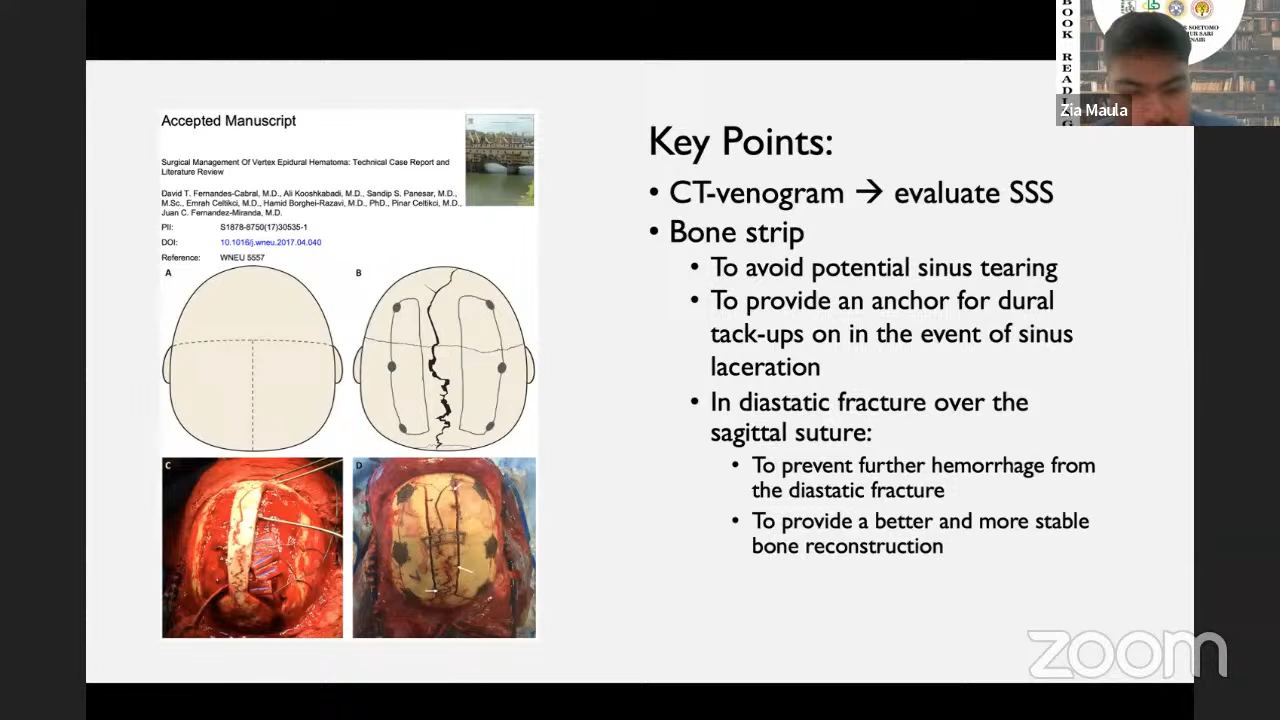 Accepted Manuscript
Surgical Management Of Vertex Epidural Hematoma: Technical Case Report and
Literature Review
David T. Fernandes-Cabral, M.D., Ali Kooshkabadi, M.D., Sandip S. Panesar, M.D.,
M.Sc., Emrah Celtikci, M.D., Hamid Borghei-Razavi, M.D., PhD., Pinar Celtikci, M.D.,
Juan C. Fernandez-Miranda, M.D.
PII: S1878-8750(17)30535-1
DOI: 10.1016/j.wneu.2017.04.040
Reference: WNEU 5557
A
B
C
D
Key Points:
• CT-venogram → evaluate SSS
• Bone strip
• To avoid potential sinus tearing
• To provide an anchor for dural
tack-ups on in the event of sinus
laceration
• In diastatic fracture over the
sagittal suture:
• To prevent further hemorrhage from
the diastatic fracture
• To provide a better and more stable
bone reconstruction
BOOK READING
SOETOMO
Zia Maula
zoom